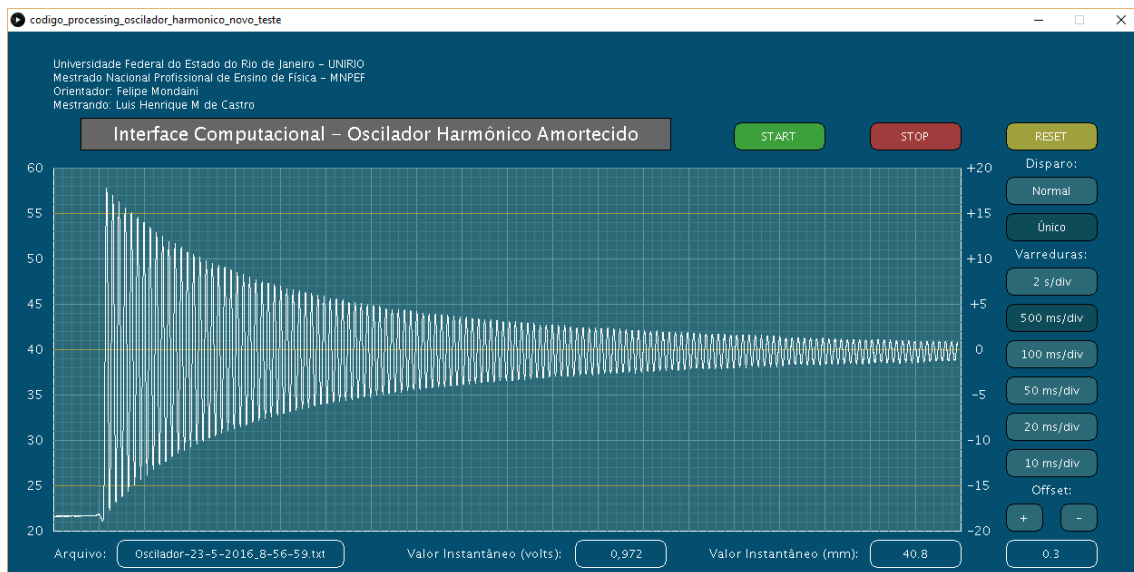 codigo_processing_oscilador_harmonico_novo_teste
Universidade Federal do Estado do Rio de Janeiro – UNIRIO
Mestrado Nacional Profissional de Ensino de Física – MNPEF
Orientador: Felipe Mondaini
Mestrando: Luis Henrique M de Castro
Interface Computacional – Oscilador Harmônico Amortecido
START
STOP
RESET
60
55
50
45
40
35
30
25
20
+20
+15
+10
+5
0
-5
-10
-15
-20
Disparo:
Normal
Único
Varreduras:
2 s/div
500 ms/div
100 ms/div
50 ms/div
20 ms/div
10 ms/div
Offset:
+ -
Arquivo: Oscilador-23-5-2016_8-56-59.txt Valor Instantâneo (volts): 0,972 Valor Instantâneo (mm): 40.8 0.3